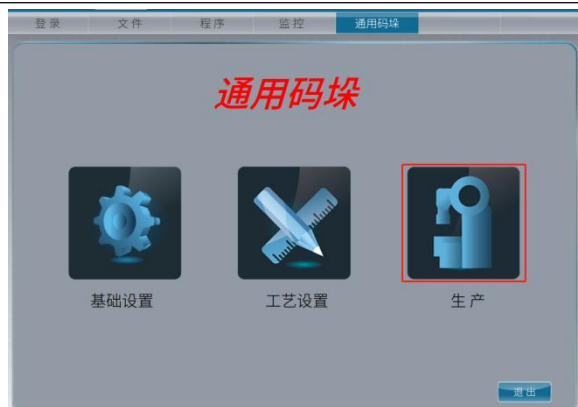 登录 文件 程序 监控 通用码垛
通用码垛
基础设置 工艺设置 生产
退出